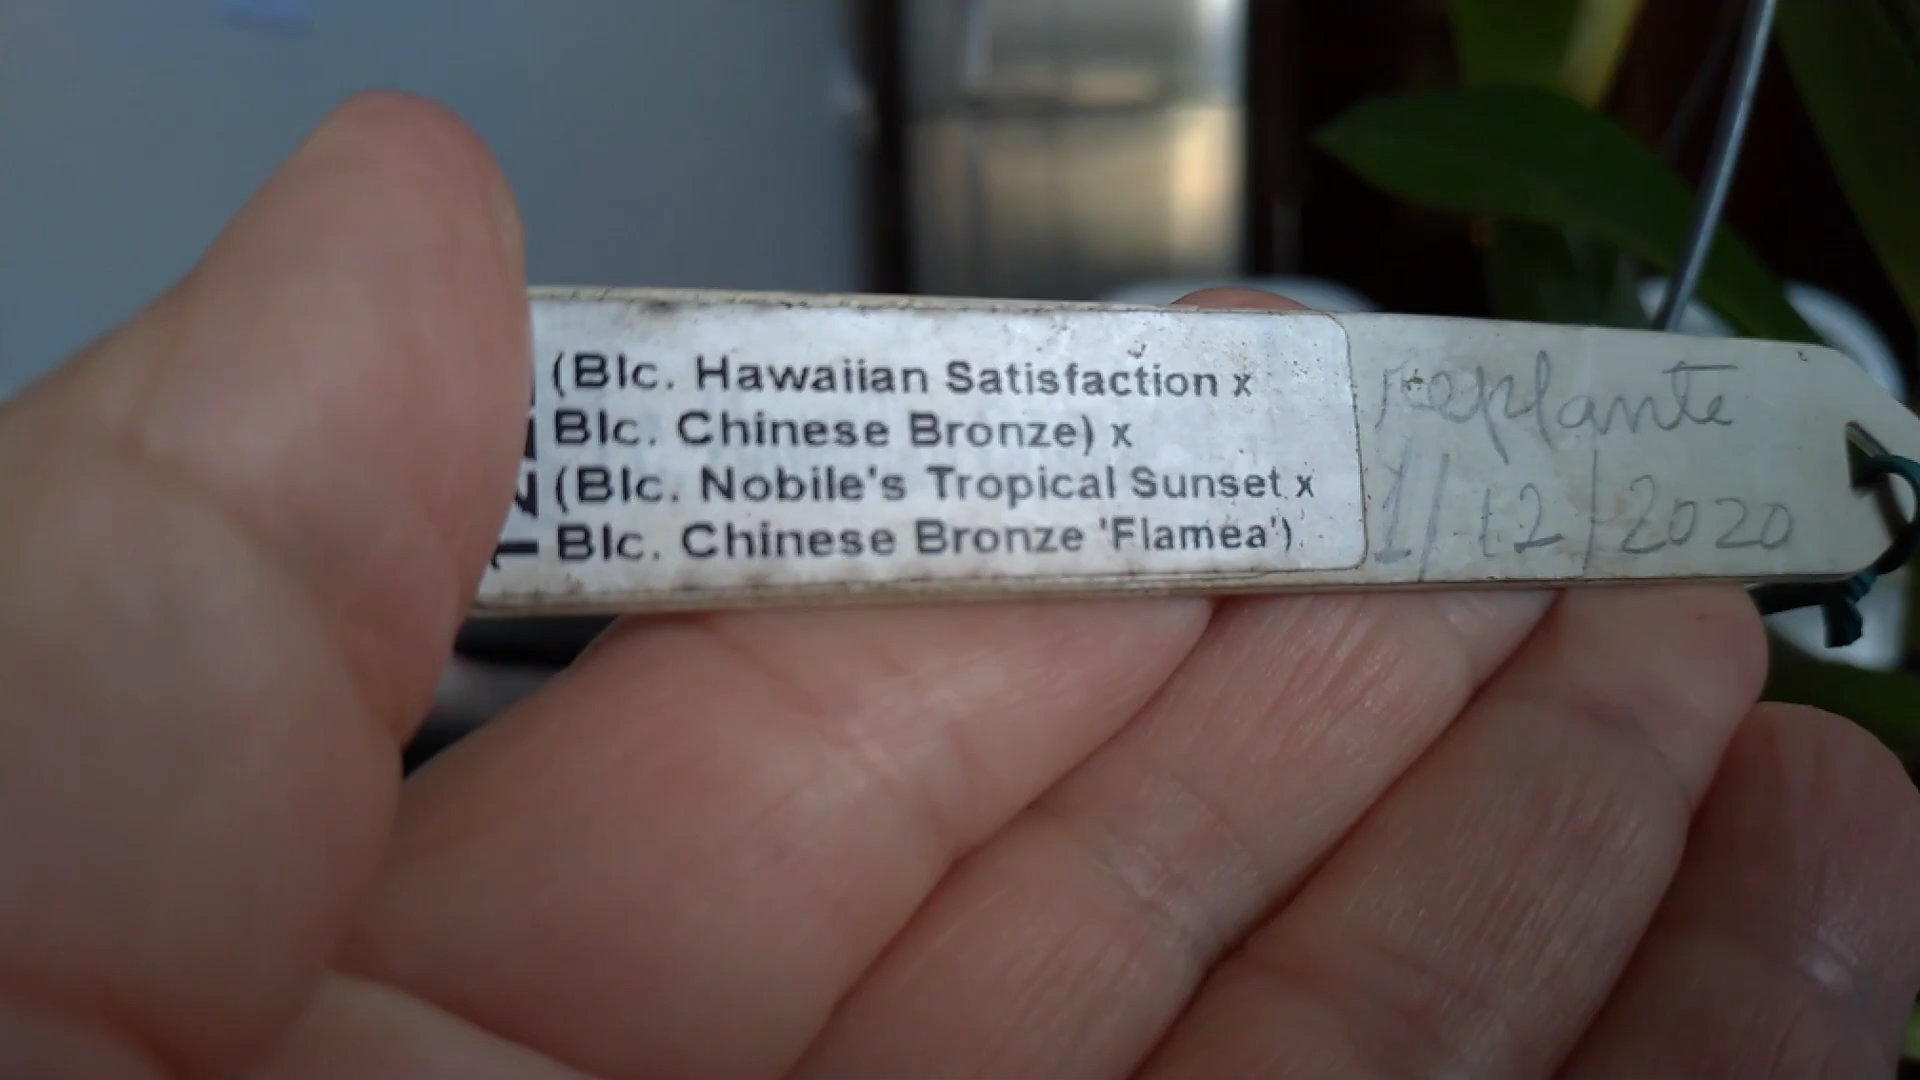 (Blc. Hawaiian Satisfaction x
Blc. Chinese Bronze) x
(Blc. Nobile's Tropical Sunset x
Blc. Chinese Bronze 'Flamea')
replante
1/12/2020